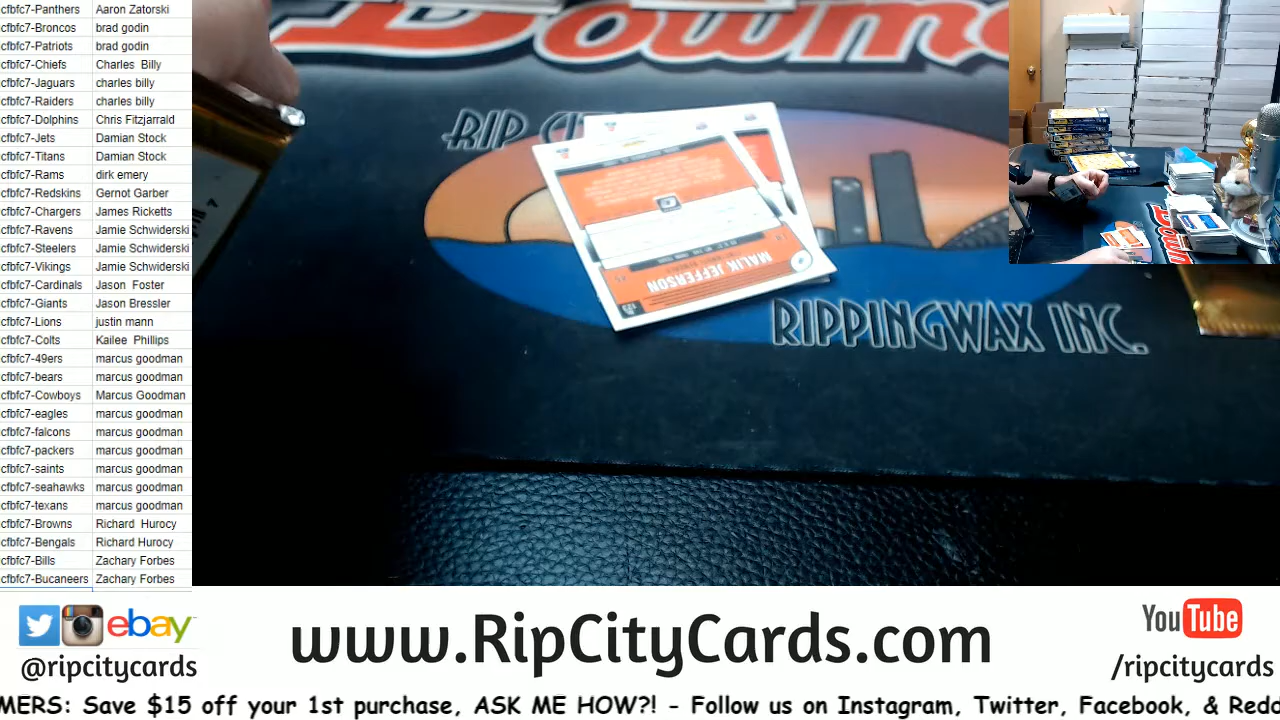 cfbfc7-Panthers Aaron Zatorski
cfbfc7-Broncos brad godin
cfbfc7-Patriots brad godin
cfbfc7-Chiefs Charles Billy
cfbfc7-Jaguars charles billy
cfbfc7-Raiders charles billy
cfbfc7-Dolphins Chris Fitzjarrald
cfbfc7-Jets Damian Stock
cfbfc7-Titans Damian Stock
cfbfc7-Rams dirk emery
cfbfc7-Redskins Gernot Garber
cfbfc7-Chargers James Ricketts
cfbfc7-Ravens Jamie Schwiderski
cfbfc7-Steelers Jamie Schwiderski
cfbfc7-Vikings Jamie Schwiderski
cfbfc7-Cardinals Jason Foster
cfbfc7-Giants Jason Bressler
cfbfc7-Lions justin mann
cfbfc7-Colts Kailee Phillips
cfbfc7-49ers marcus goodman
cfbfc7-bears marcus goodman
cfbfc7-Cowboys Marcus Goodman
cfbfc7-eagles marcus goodman
cfbfc7-falcons marcus goodman
cfbfc7-packers marcus goodman
cfbfc7-saints marcus goodman
cfbfc7-seahawks marcus goodman
cfbfc7-texans marcus goodman
cfbfc7-Browns Richard Hurocy
cfbfc7-Bengals Richard Hurocy
cfbfc7-Bills Zachary Forbes
cfbfc7-Bucaneers Zachary Forbes
RIP
MALIK JEFFERSON
RIPPINGWAX INC.
ebay
@ripcitycards
www.RipCityCards.com
YouTube
/ripcitycards
MERS: Save $15 off your 1st purchase, ASK ME HOW?! - Follow us on Instagram, Twitter, Facebook, & Redd